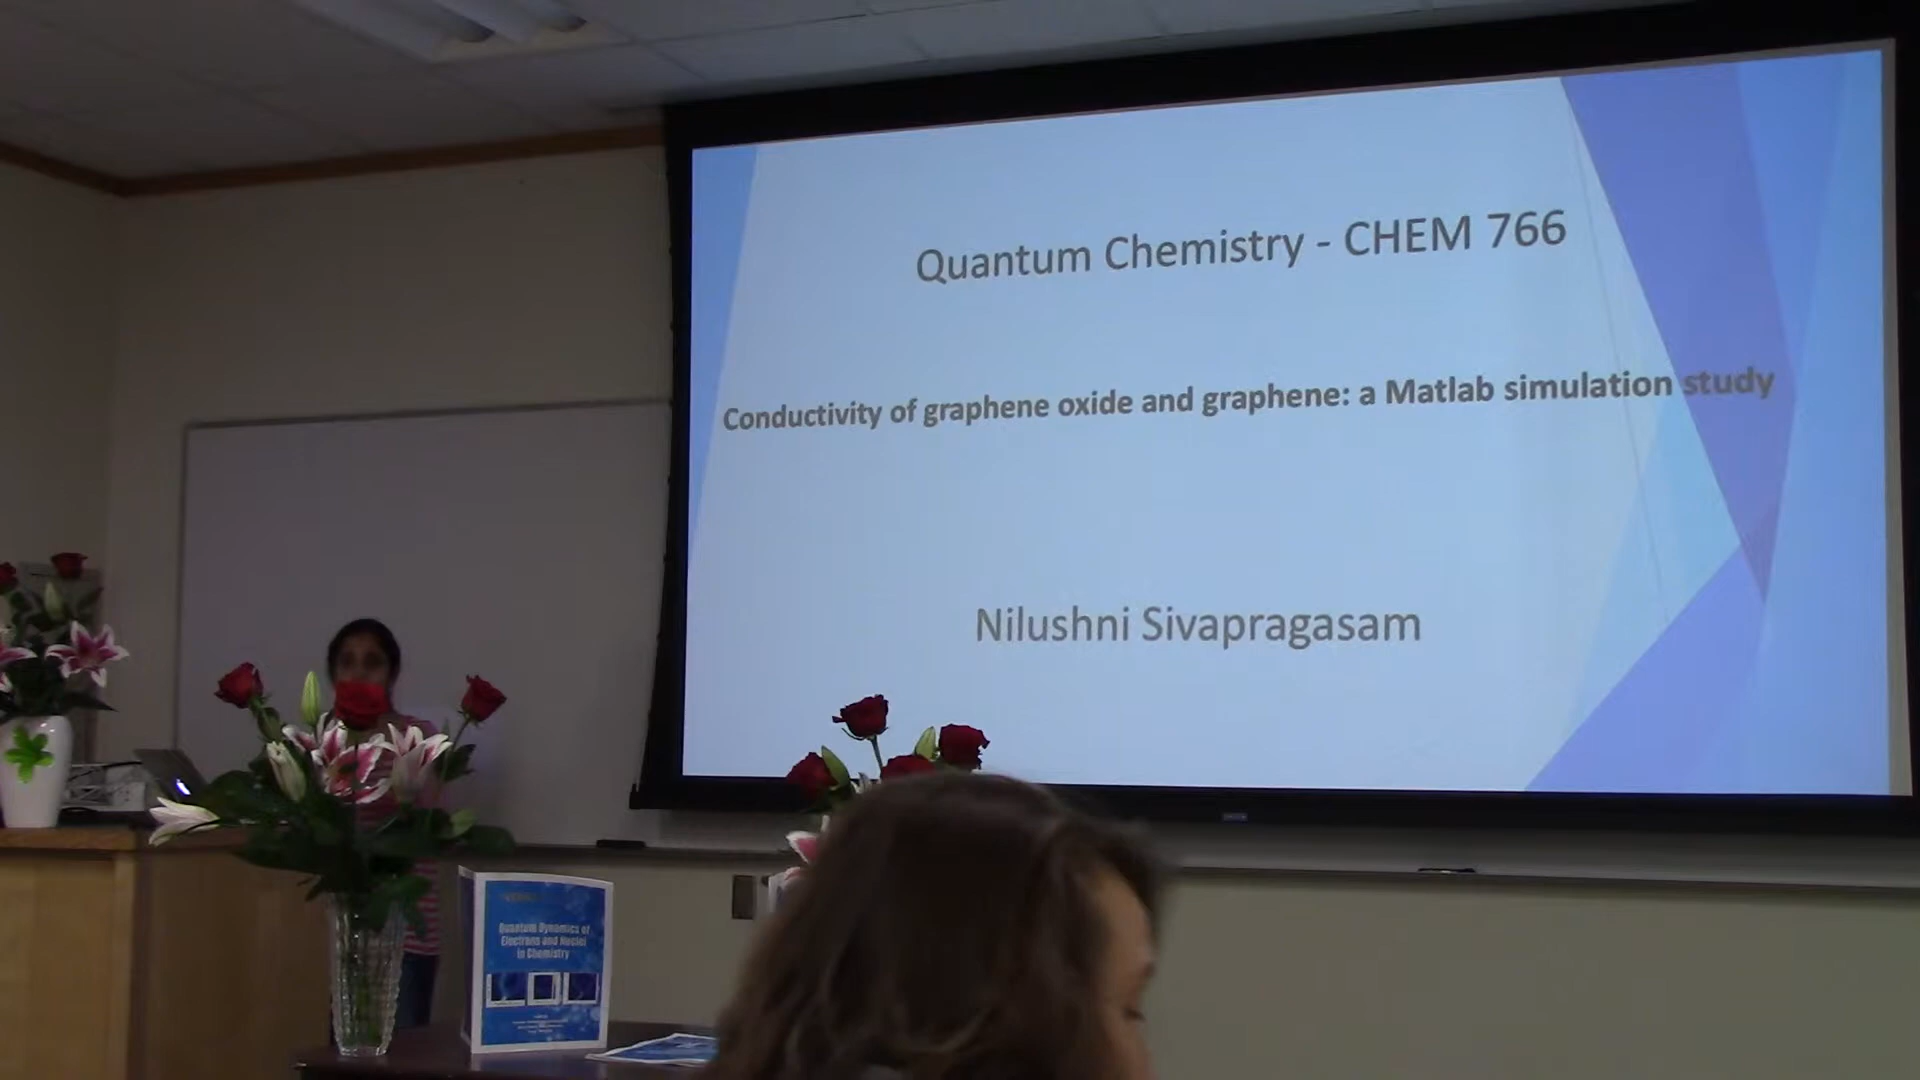 Quantum Chemistry - CHEM 766
Conductivity of graphene oxide and graphene: a Matlab simulation study
Nilushni Sivapragasam
Quantum Dynamics of
Electrons and Nuclei
in Chemistry